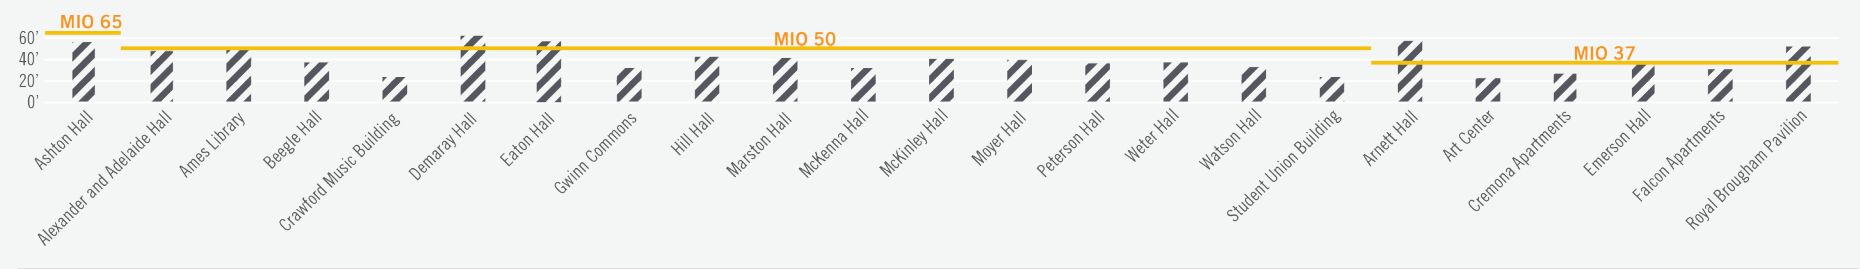 MIO 65
MIO 50
MIO 37
60’
40’
20’
0’
Ashton Hall
Alexander and Adelaide Hall
Ames Library
Beegle Hall
Crawford Music Building
Demaray Hall
Eaton Hall
Gwinn Commons
Hill Hall
Marston Hall
McKenna Hall
McKinley Hall
Moyer Hall
Peterson Hall
Weter Hall
Watson Hall
Student Union Building
Arnett Hall
Art Center
Cremona Apartments
Emerson Hall
Falcon Apartments
Royal Brougham Pavilion